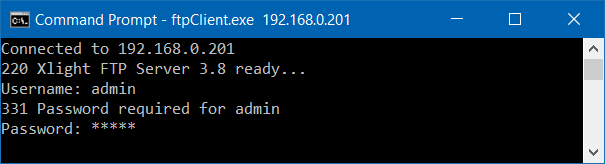 Command Prompt - ftpClient.exe  192.168.0.201
Connected to 192.168.0.201
220 Xlight FTP Server 3.8 ready...
Username: admin
331 Password required for admin
Password: *****